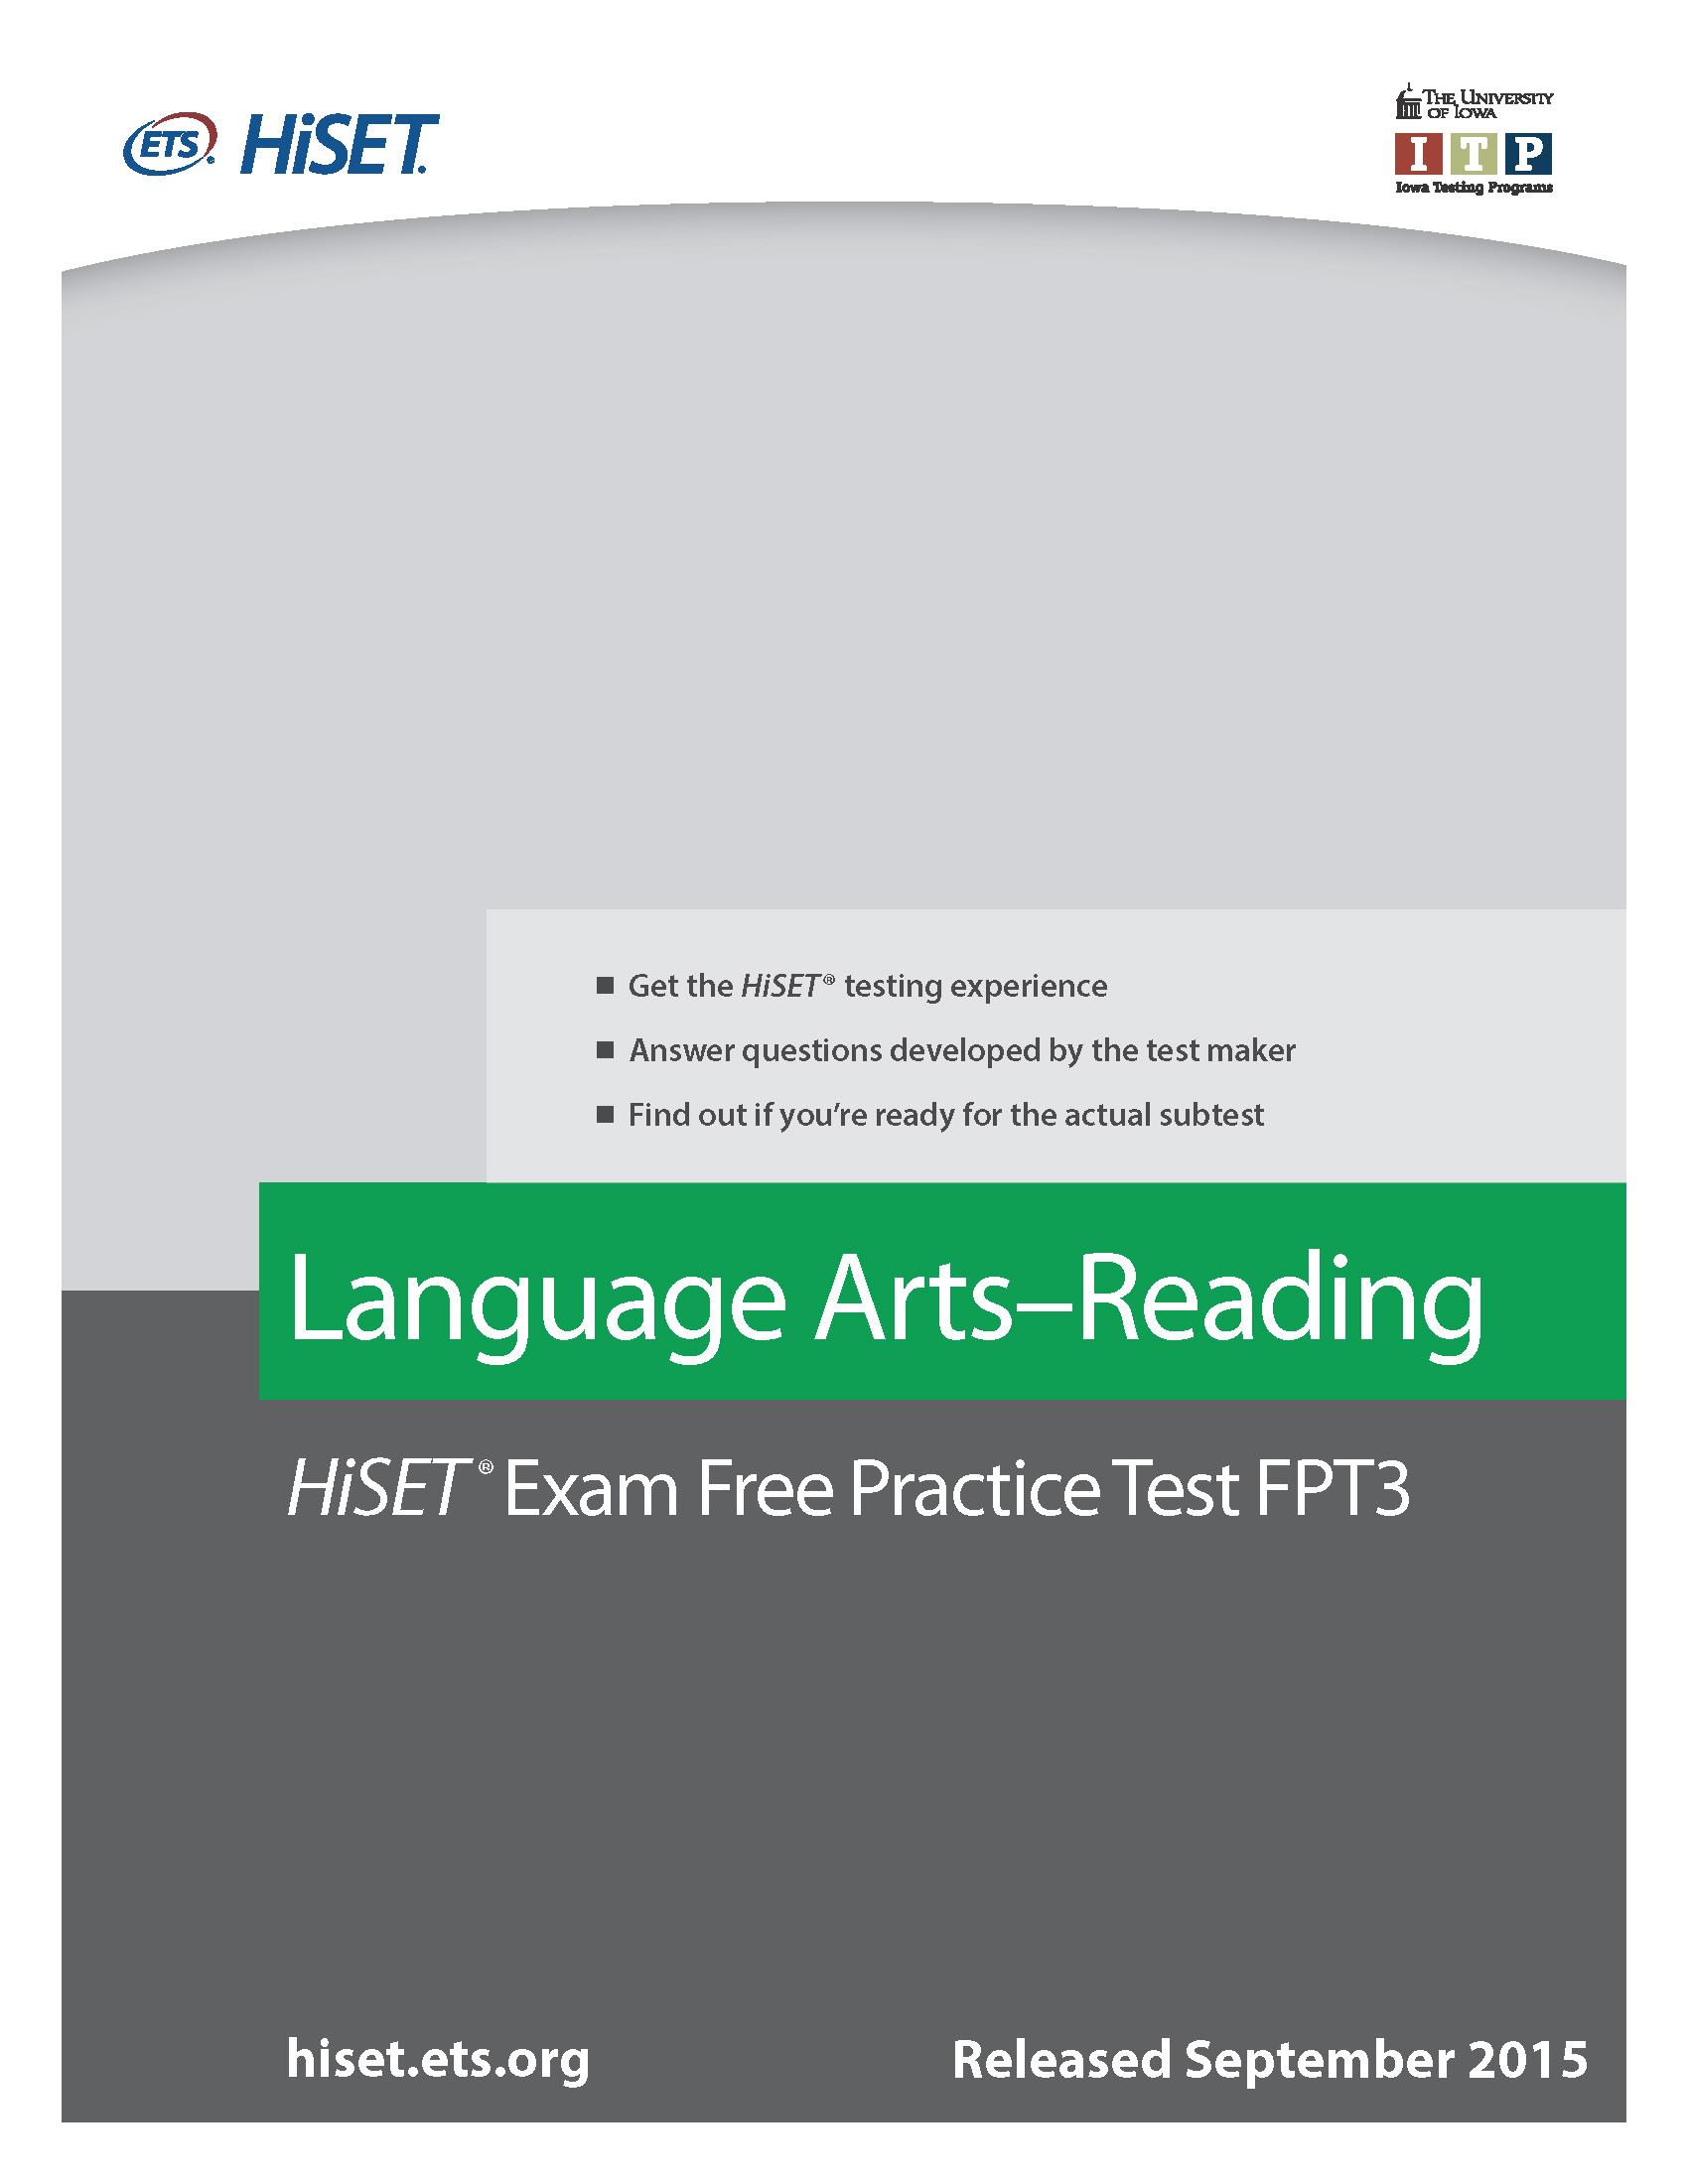 ETS® HiSET®
THE UNIVERSITY
OF IOWA
ITP
Iowa Testing Programs
■ Get the HiSET® testing experience
■ Answer questions developed by the test maker
■ Find out if you’re ready for the actual subtest
Language Arts–Reading
HiSET® Exam Free Practice Test FPT3
hiset.ets.org
Released September 2015